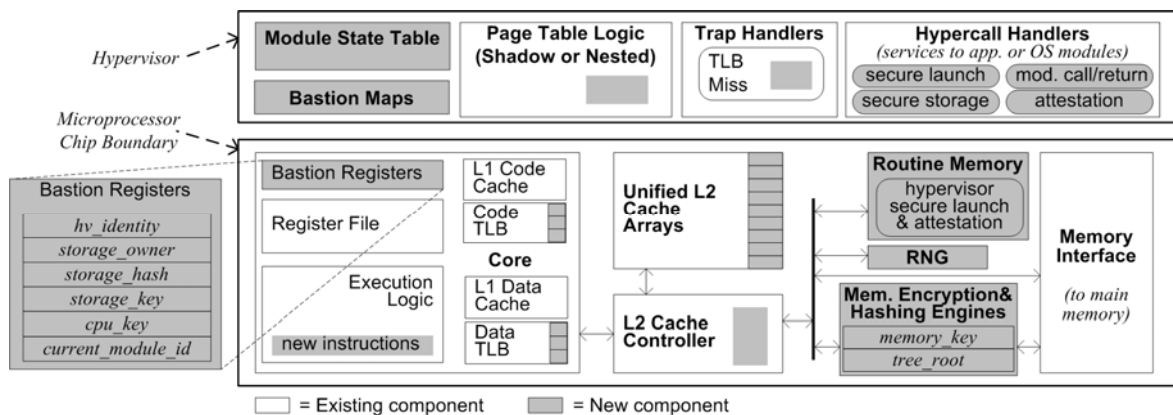 Hypervisor
Module State Table
Bastion Maps
Page Table Logic
(Shadow or Nested)
Trap Handlers
TLB
Miss
Hypercall Handlers
(services to app. or OS modules)
secure launch
mod. call/return
secure storage
attestation
Microprocessor
Chip Boundary
Bastion Registers
hv_identity
storage_owner
storage_hash
storage_key
cpu_key
current_module_id
Bastion Registers
Register File
Execution
Logic
new instructions
L1 Code
Cache
Code
TLB
Core
L1 Data
Cache
Data
TLB
Unified L2
Cache
Arrays
L2 Cache
Controller
Routine Memory
hypervisor
secure launch
& attestation
RNG
Mem. Encryption&
Hashing Engines
memory_key
tree_root
Memory
Interface
(to main
memory)
= Existing component
= New component